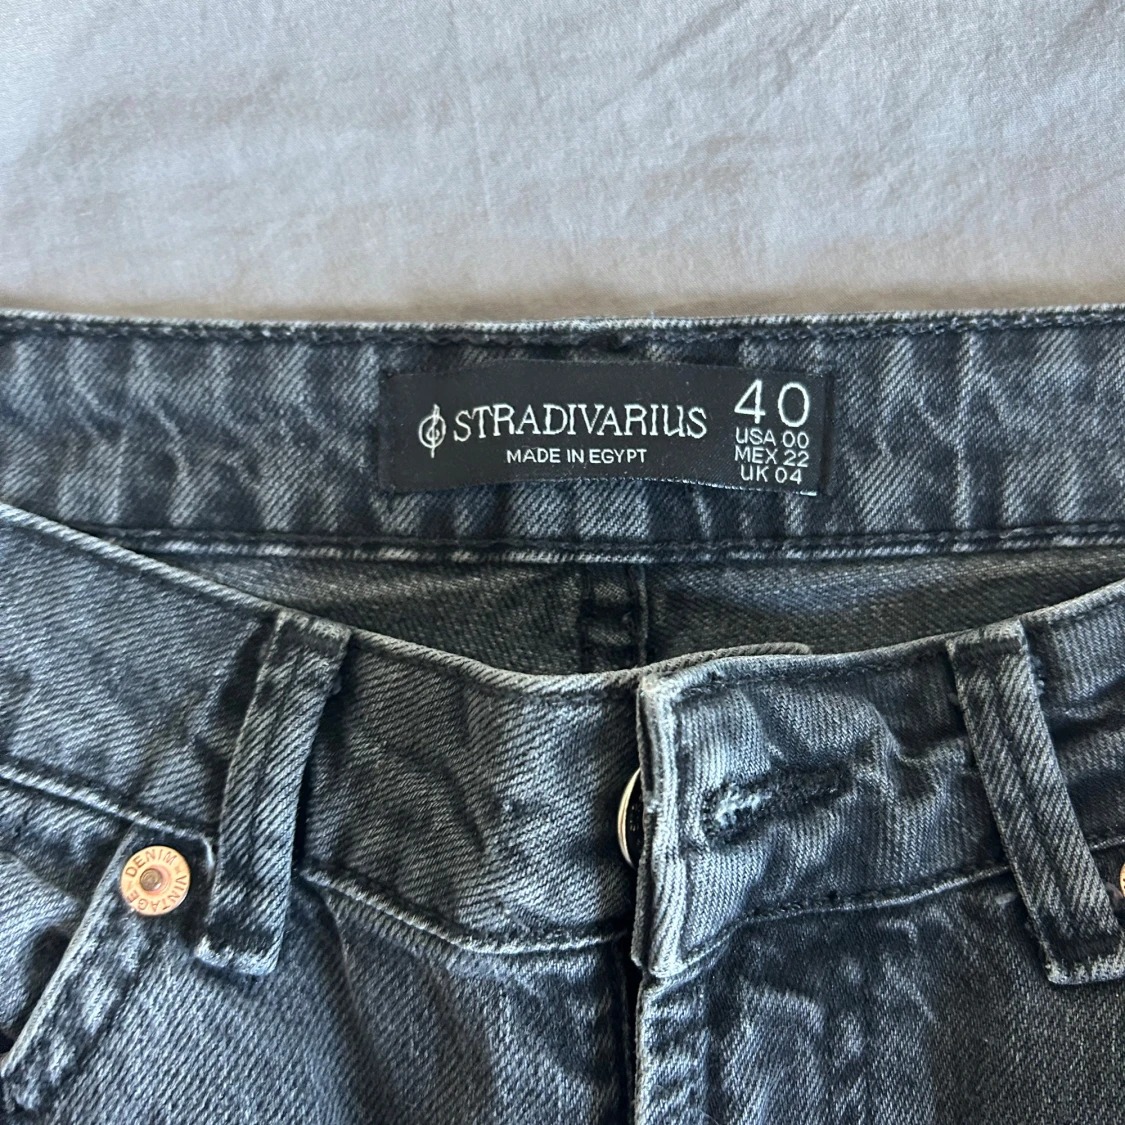 STRADIVARIUS
MADE IN EGYPT
40
USA 00
MEX 22
UK 04
DENIM VINTAGE